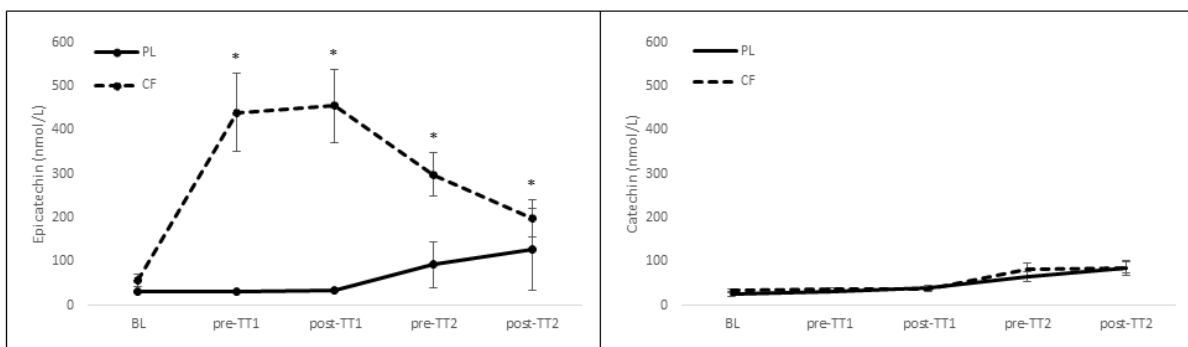 600
500
400
300
200
100
0
Epicatechin (nmol/L)
PL
CF
*
*
*
*
BL pre-TT1 post-TT1 pre-TT2 post-TT2
600
500
400
300
200
100
0
Catechin (nmol/L)
PL
CF
BL pre-TT1 post-TT1 pre-TT2 post-TT2